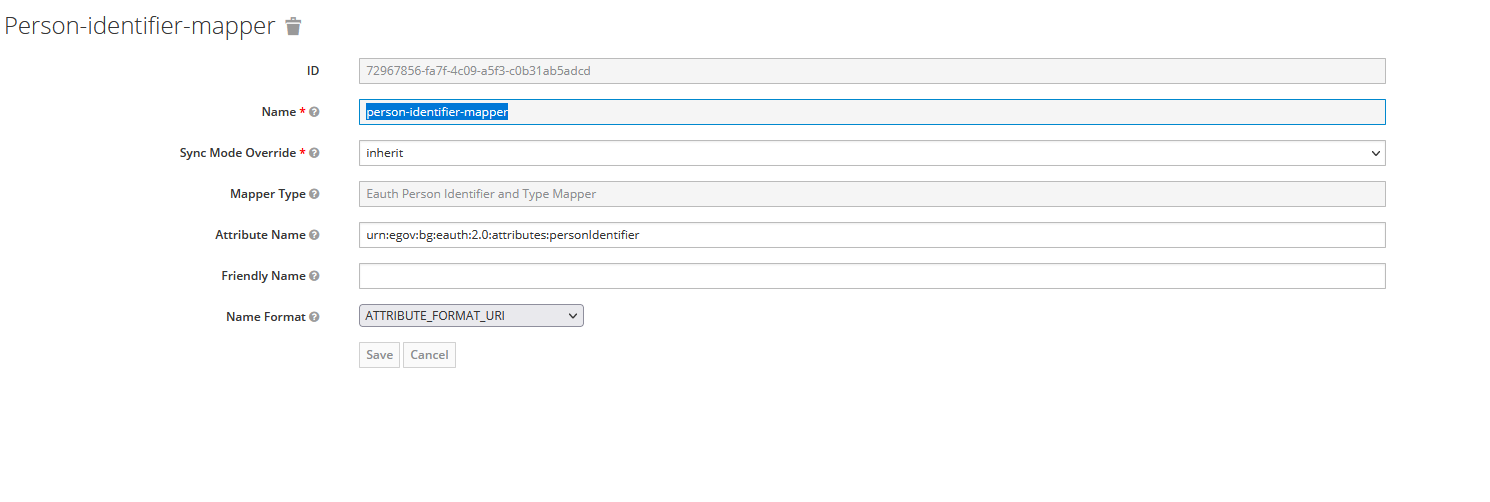 Person-identifier-mapper
ID 72967856-fa7f-4c09-a5f3-c0b31ab5adcd
Name * person-identifier-mapper
Sync Mode Override * inherit
Mapper Type Eauth Person Identifier and Type Mapper
Attribute Name urn:egov:bg:eauth:2.0:attributes:personIdentifier
Friendly Name
Name Format ATTRIBUTE_FORMAT_URI
Save Cancel